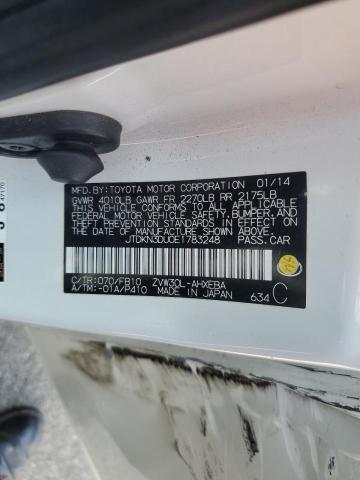 MFD. BY: TOYOTA MOTOR CORPORATION 01/14
GVWR 4010LB GAWR FR 2270LB RR 2175LB
THIS VEHICLE CONFORMS TO ALL APPLICABLE
FEDERAL MOTOR VEHICLE SAFETY, BUMPER, AND
THEFT PREVENTION STANDARDS IN EFFECT ON
THE DATE OF MANUFACTURE SHOWN ABOVE.
JTDKN3DU0E1783248 PASS.CAR
C/TR:070/FB10 ZVW30L-AHXEBA
A/TM:-01A/P410 MADE IN JAPAN 634 C